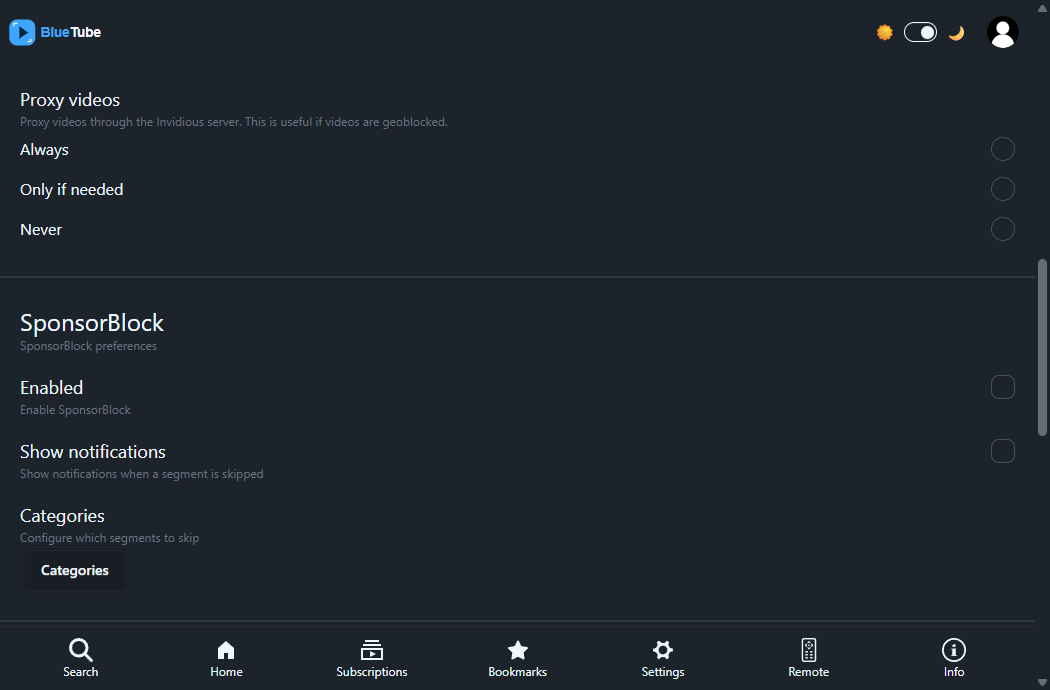 BlueTube
Proxy videos
Proxy videos through the Invidious server. This is useful if videos are geoblocked.
Always
Only if needed
Never
SponsorBlock
SponsorBlock preferences
Enabled
Enable SponsorBlock
Show notifications
Show notifications when a segment is skipped
Categories
Configure which segments to skip
Categories
Search Home Subscriptions Bookmarks Settings Remote Info